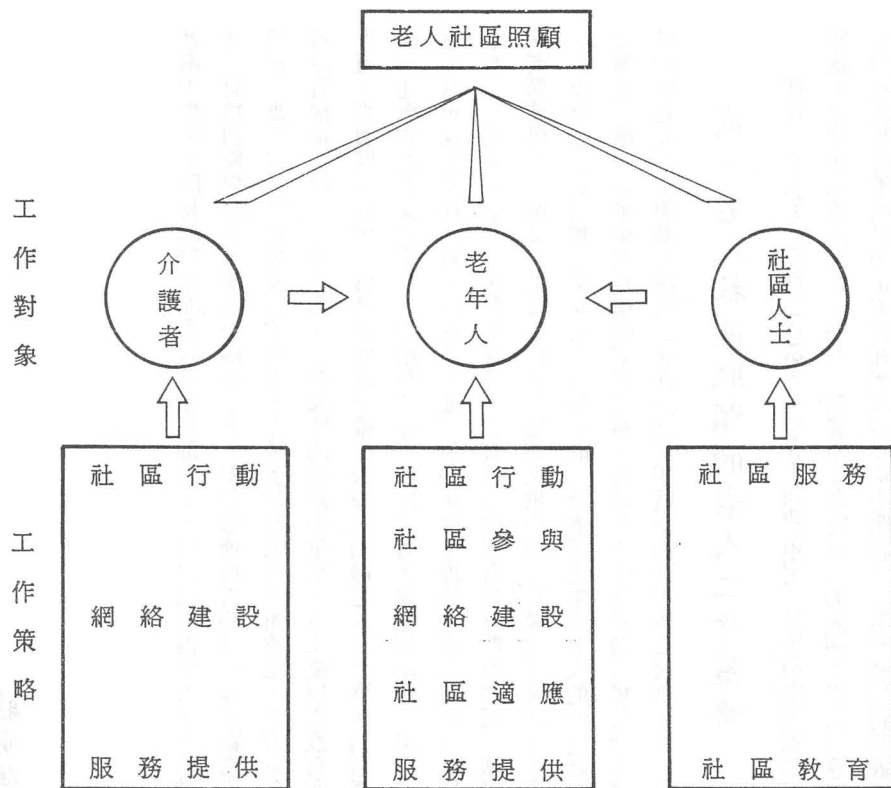 老人社區照顧
工作對象
介護者
老年人
社區人士
工作策略
社區行動
網絡建設
服務提供
社區行動
社區參與
網絡建設
社區適應
服務提供
社區服務
社區教育